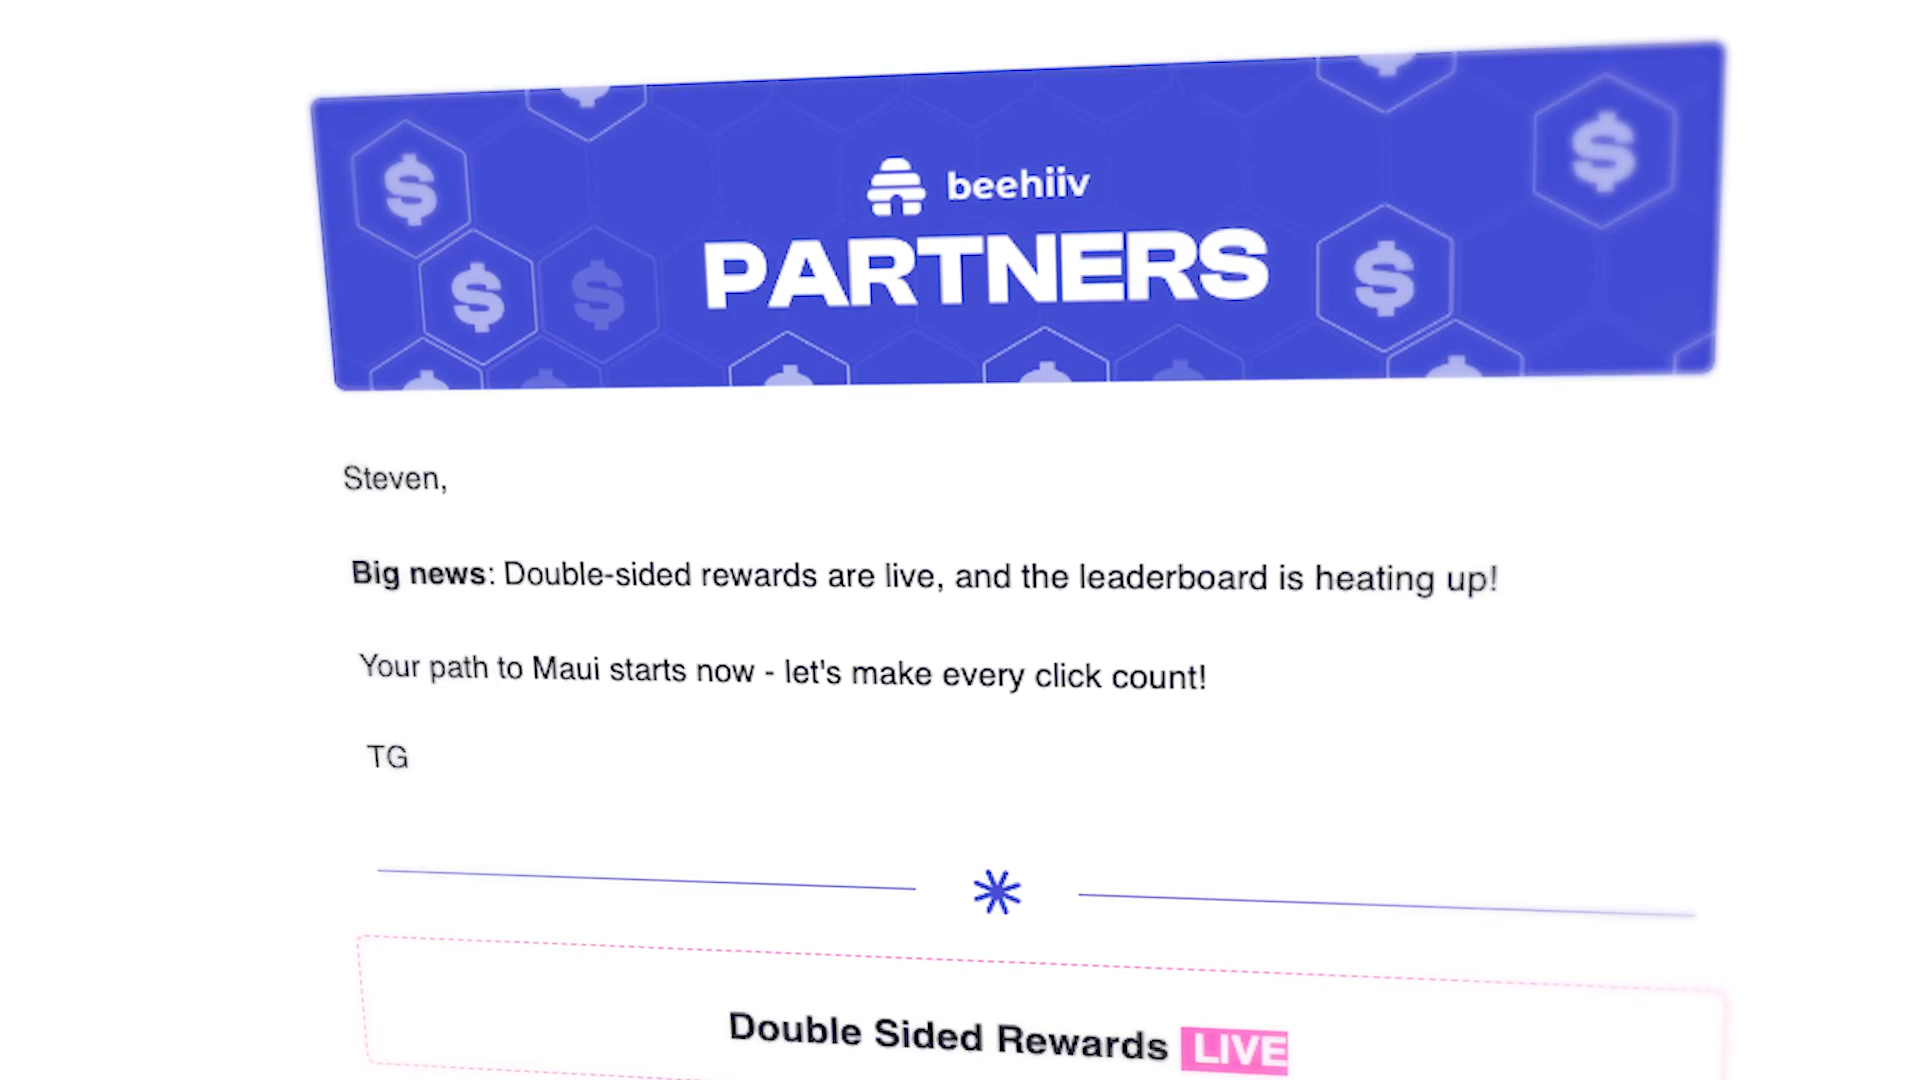 beehiiv
PARTNERS
Steven,
Big news: Double-sided rewards are live, and the leaderboard is heating up!
Your path to Maui starts now - let's make every click count!
TG
Double Sided Rewards LIVE